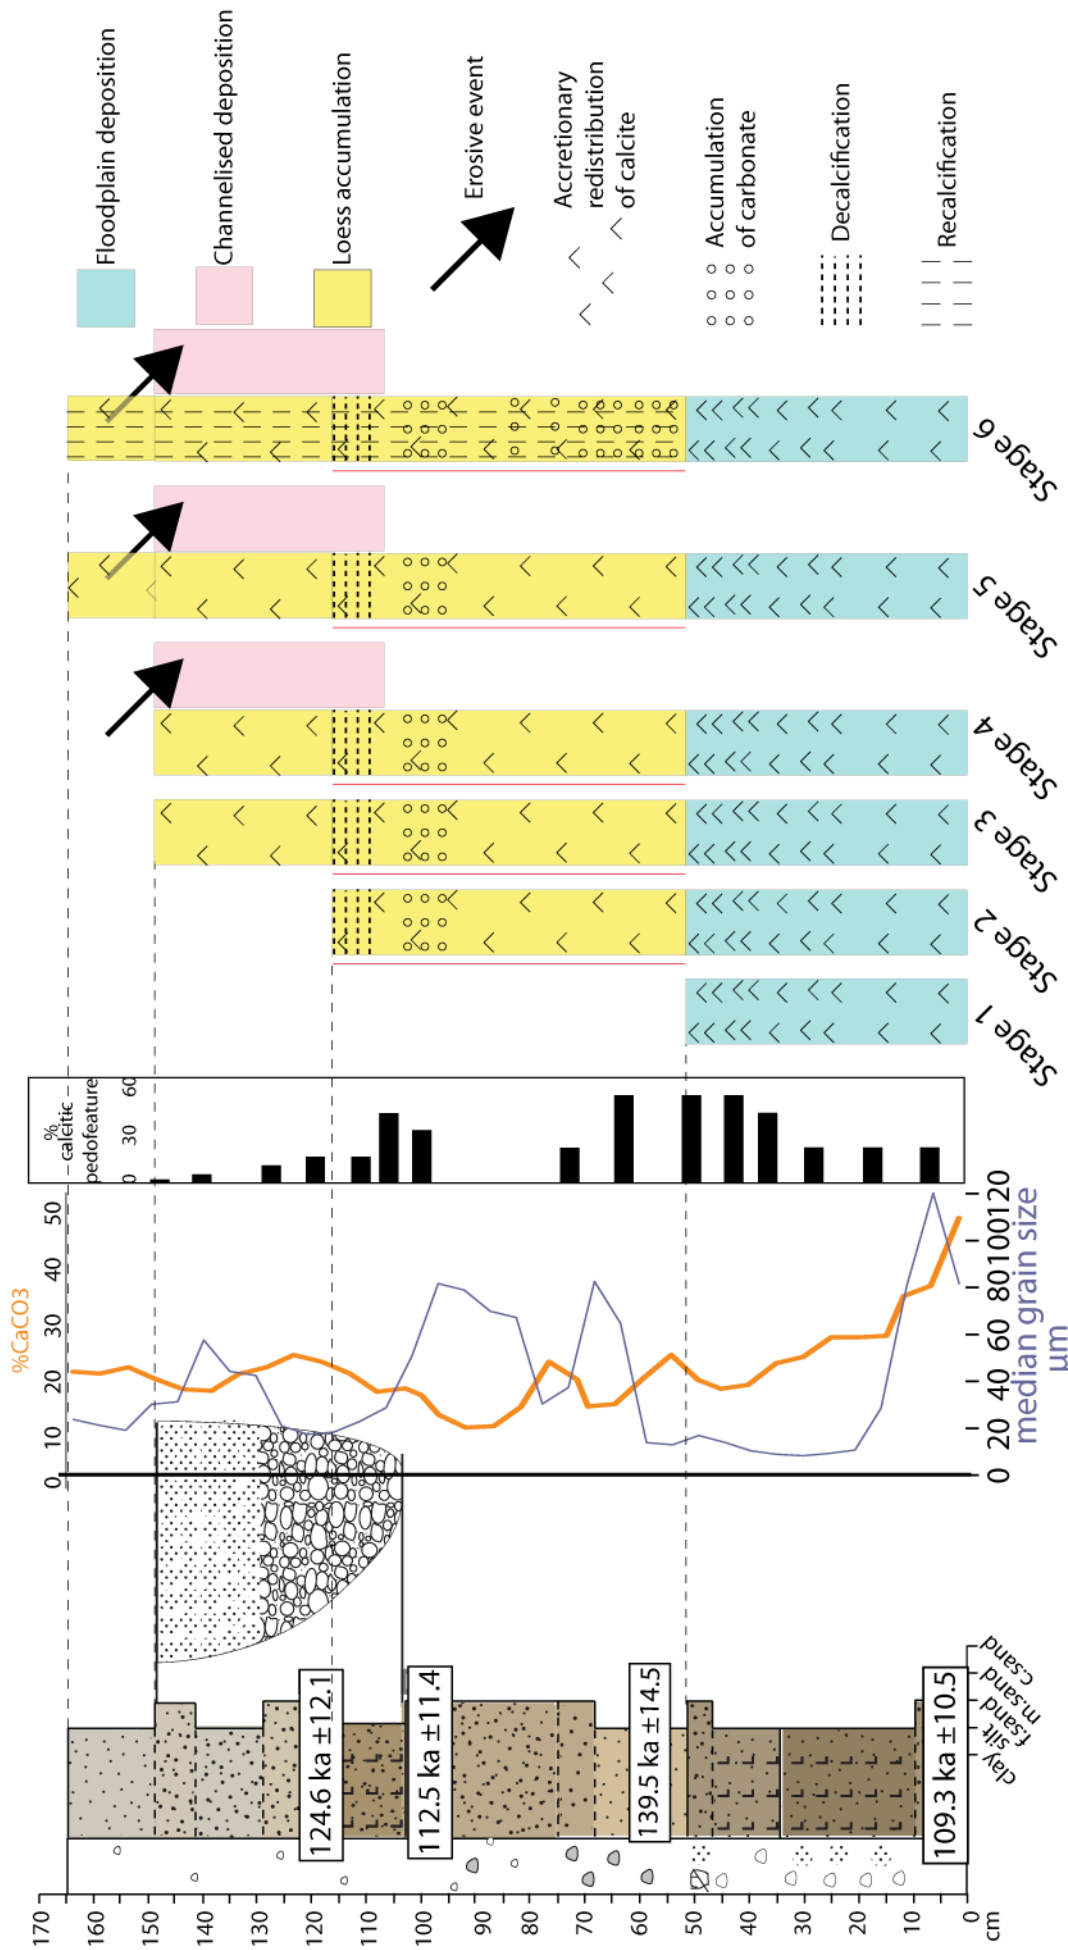 Floodplain deposition
Channelised deposition
Loess accumulation
Erosive event
Accretionary
redistribution
of calcite
Accumulation
of carbonate
Decalcification
Recalcification
Stage 6
Stage 5
Stage 4
Stage 3
Stage 2
Stage 1
%
calcitic
pedofeature
0 30 60
%CaCO3
0 10 20 30 40 50
0 20 40 60 80 100 120
median grain size
µm
clay
silt
f.sand
m.sand
c.sand
124.6 ka ±12.1
112.5 ka ±11.4
139.5 ka ±14.5
109.3 ka ±10.5
170 160 150 140 130 120 110 100 90 80 70 60 50 40 30 20 10 0
cm